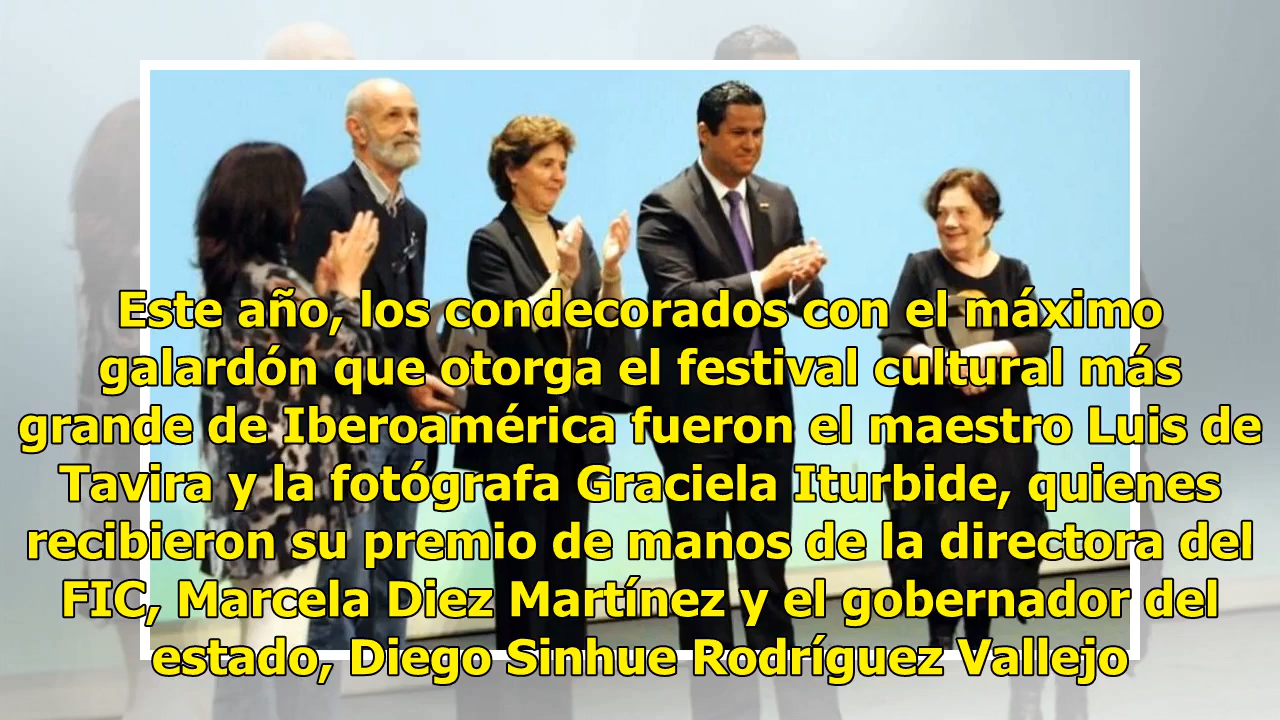 Este año, los condecorados con el máximo
galardón que otorga el festival cultural más
grande de Iberoamérica fueron el maestro Luis de
Tavira y la fotógrafa Graciela Iturbide, quienes
recibieron su premio de manos de la directora del
FIC, Marcela Diez Martínez y el gobernador del
estado, Diego Sinhue Rodríguez Vallejo